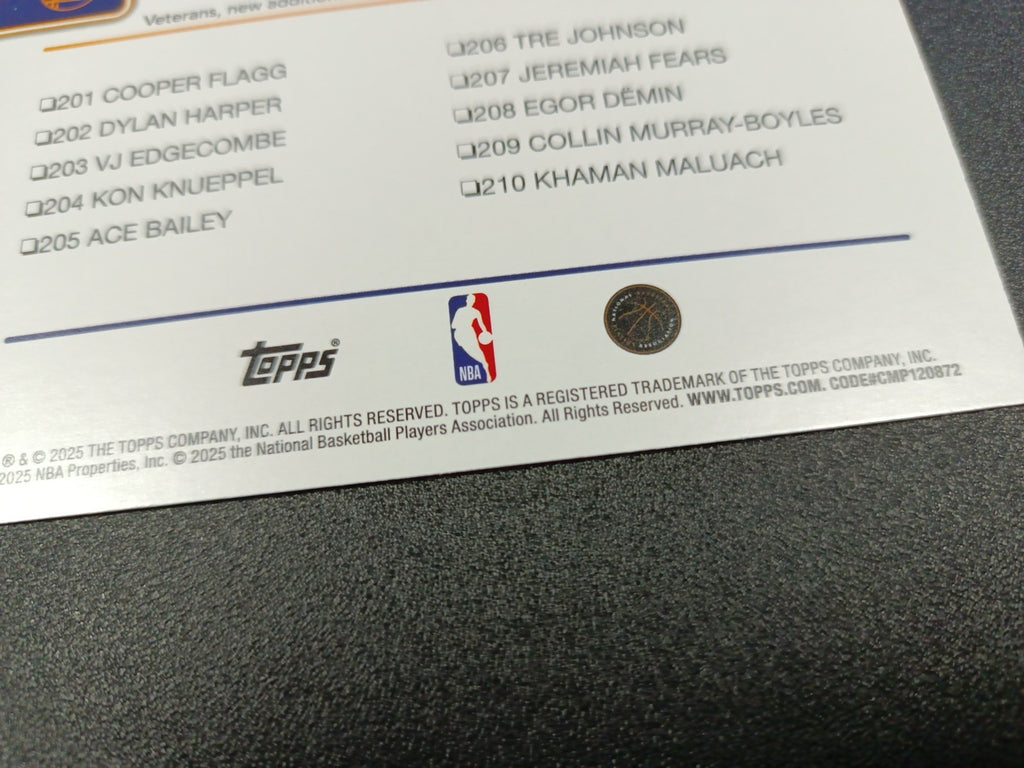 Veterans, new
❏201 COOPER FLAGG
❏202 DYLAN HARPER
❏203 VJ EDGECOMBE
❏204 KON KNUEPPEL
❏205 ACE BAILEY
❏206 TRE JOHNSON
❏207 JEREMIAH FEARS
❏208 EGOR DËMIN
❏209 COLLIN MURRAY-BOYLES
❏210 KHAMAN MALUACH
topps®
NBA
® & © 2025 THE TOPPS COMPANY, INC. ALL RIGHTS RESERVED. TOPPS IS A REGISTERED TRADEMARK OF THE TOPPS COMPANY, INC.
2025 NBA Properties, Inc. © 2025 the National Basketball Players Association. All Rights Reserved. WWW.TOPPS.COM. CODE#CMP120872